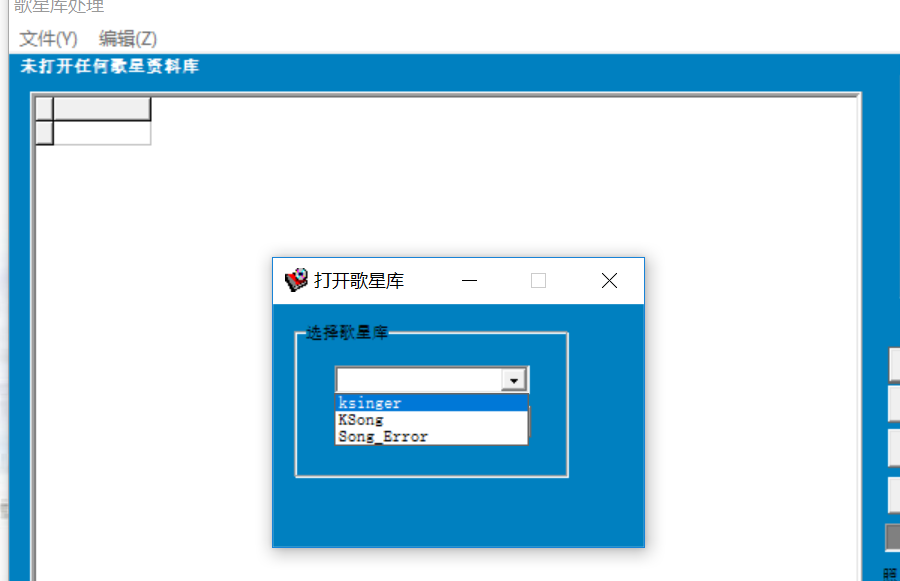 歌星库处理
文件(Y) 编辑(Z)
未打开任何歌星资料库
打开歌星库
选择歌星库
ksinger
KSong
Song_Error